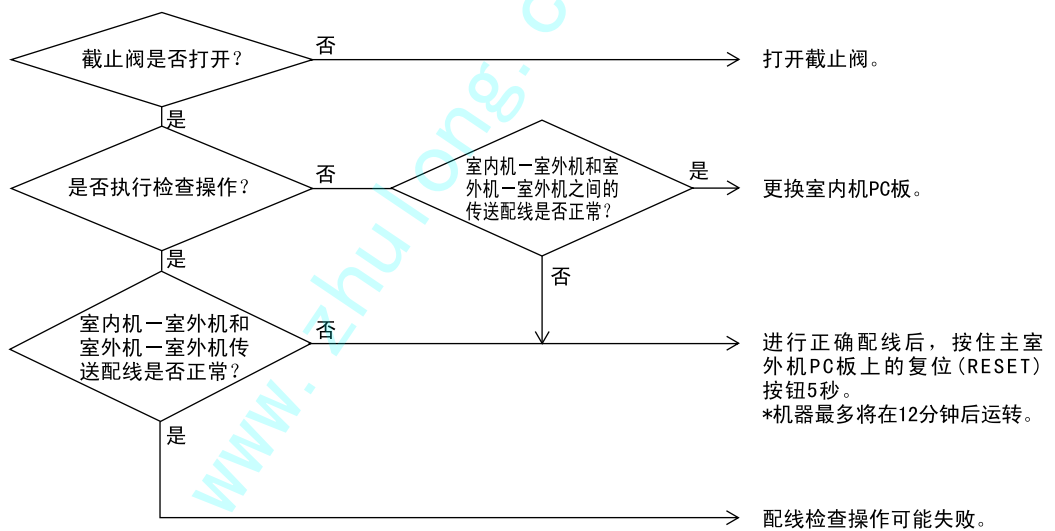 截止阀是否打开？
否
打开截止阀。
是
是否执行检查操作？
否
室内机－室外机和室
外机－室外机之间的
传送配线是否正常？
是
更换室内机PC板。
是
否
室内机－室外机和
室外机－室外机传
送配线是否正常？
否
进行正确配线后，按住主室
外机PC板上的复位(RESET)
按钮5秒。
*机器最多将在12分钟后运转。
是
配线检查操作可能失败。
www.zhulong.c